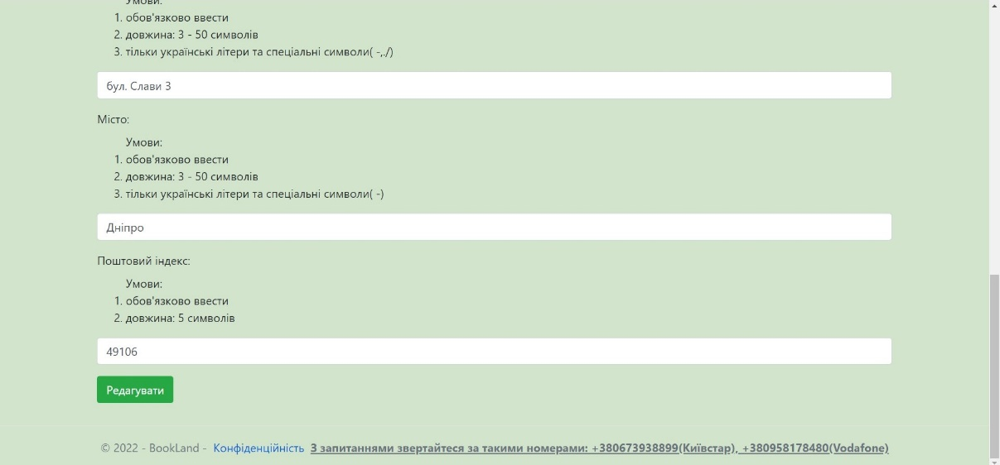 Умови:
1. обов'язково ввести
2. довжина: 3 - 50 символів
3. тільки українські літери та спеціальні символи( -,./)
бул. Слави 3
Місто:
Умови:
1. обов'язково ввести
2. довжина: 3 - 50 символів
3. тільки українські літери та спеціальні символи( -)
Дніпро
Поштовий індекс:
Умови:
1. обов'язково ввести
2. довжина: 5 символів
49106
Редагувати
© 2022 - BookLand - Конфіденційність З запитаннями звертайтеся за такими номерами: +380673938899(Київстар), +380958178480(Vodafone)